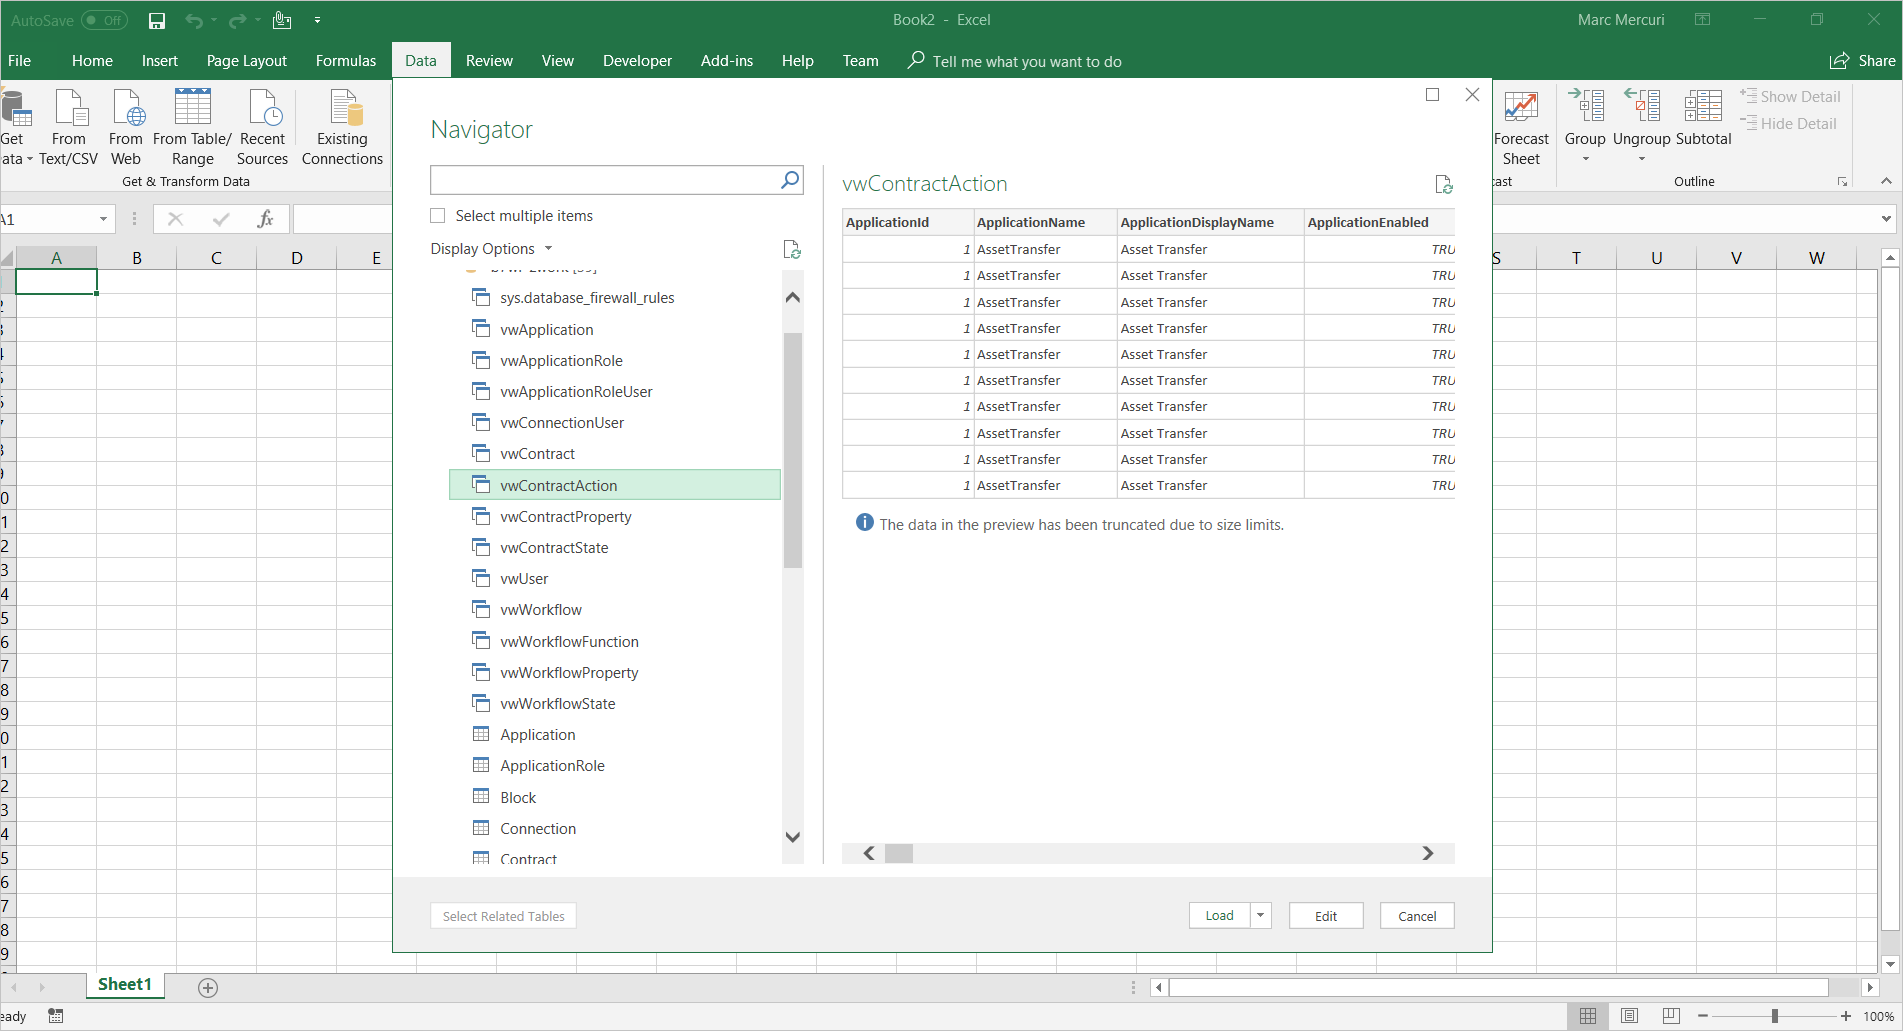 AutoSave Off
Book2 - Excel
Marc Mercuri
File Home Insert Page Layout Formulas Data Review View Developer Add-ins Help Team Tell me what you want to do Share
Get
ata
From
Text/CSV
From
Web
From Table/
Range
Recent
Sources
Existing
Connections
Get & Transform Data
Forecast
Sheet
cast
Group
Ungroup
Subtotal
Show Detail
Hide Detail
Outline
A1
fx
A B C D E S T U V W
Navigator
Select multiple items
Display Options
sys.database_firewall_rules
vwApplication
vwApplicationRole
vwApplicationRoleUser
vwConnectionUser
vwContract
vwContractAction
vwContractProperty
vwContractState
vwUser
vwWorkflow
vwWorkflowFunction
vwWorkflowProperty
vwWorkflowState
Application
ApplicationRole
Block
Connection
Contract
vwContractAction
ApplicationId ApplicationName ApplicationDisplayName ApplicationEnabled
1 AssetTransfer Asset Transfer TRU
1 AssetTransfer Asset Transfer TRU
1 AssetTransfer Asset Transfer TRU
1 AssetTransfer Asset Transfer TRU
1 AssetTransfer Asset Transfer TRU
1 AssetTransfer Asset Transfer TRU
1 AssetTransfer Asset Transfer TRU
1 AssetTransfer Asset Transfer TRU
1 AssetTransfer Asset Transfer TRU
1 AssetTransfer Asset Transfer TRU
The data in the preview has been truncated due to size limits.
Select Related Tables
Load
Edit
Cancel
Sheet1
eady
100%